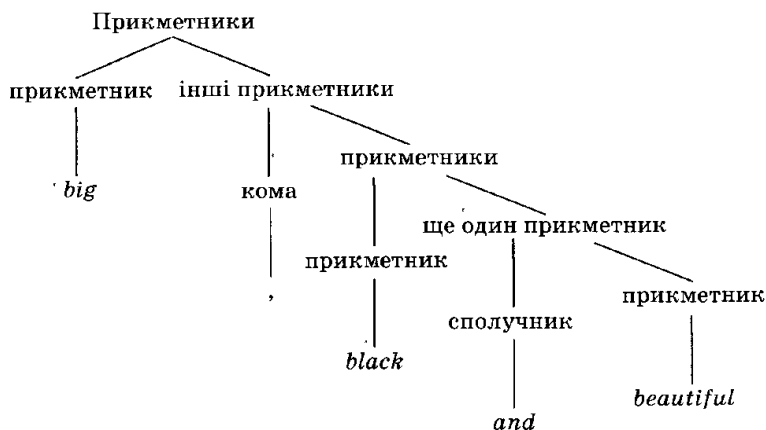 Прикметники
прикметник інші прикметники
прикметники
big кома
ще один прикметник
прикметник
,
прикметник
сполучник
black
beautiful
and